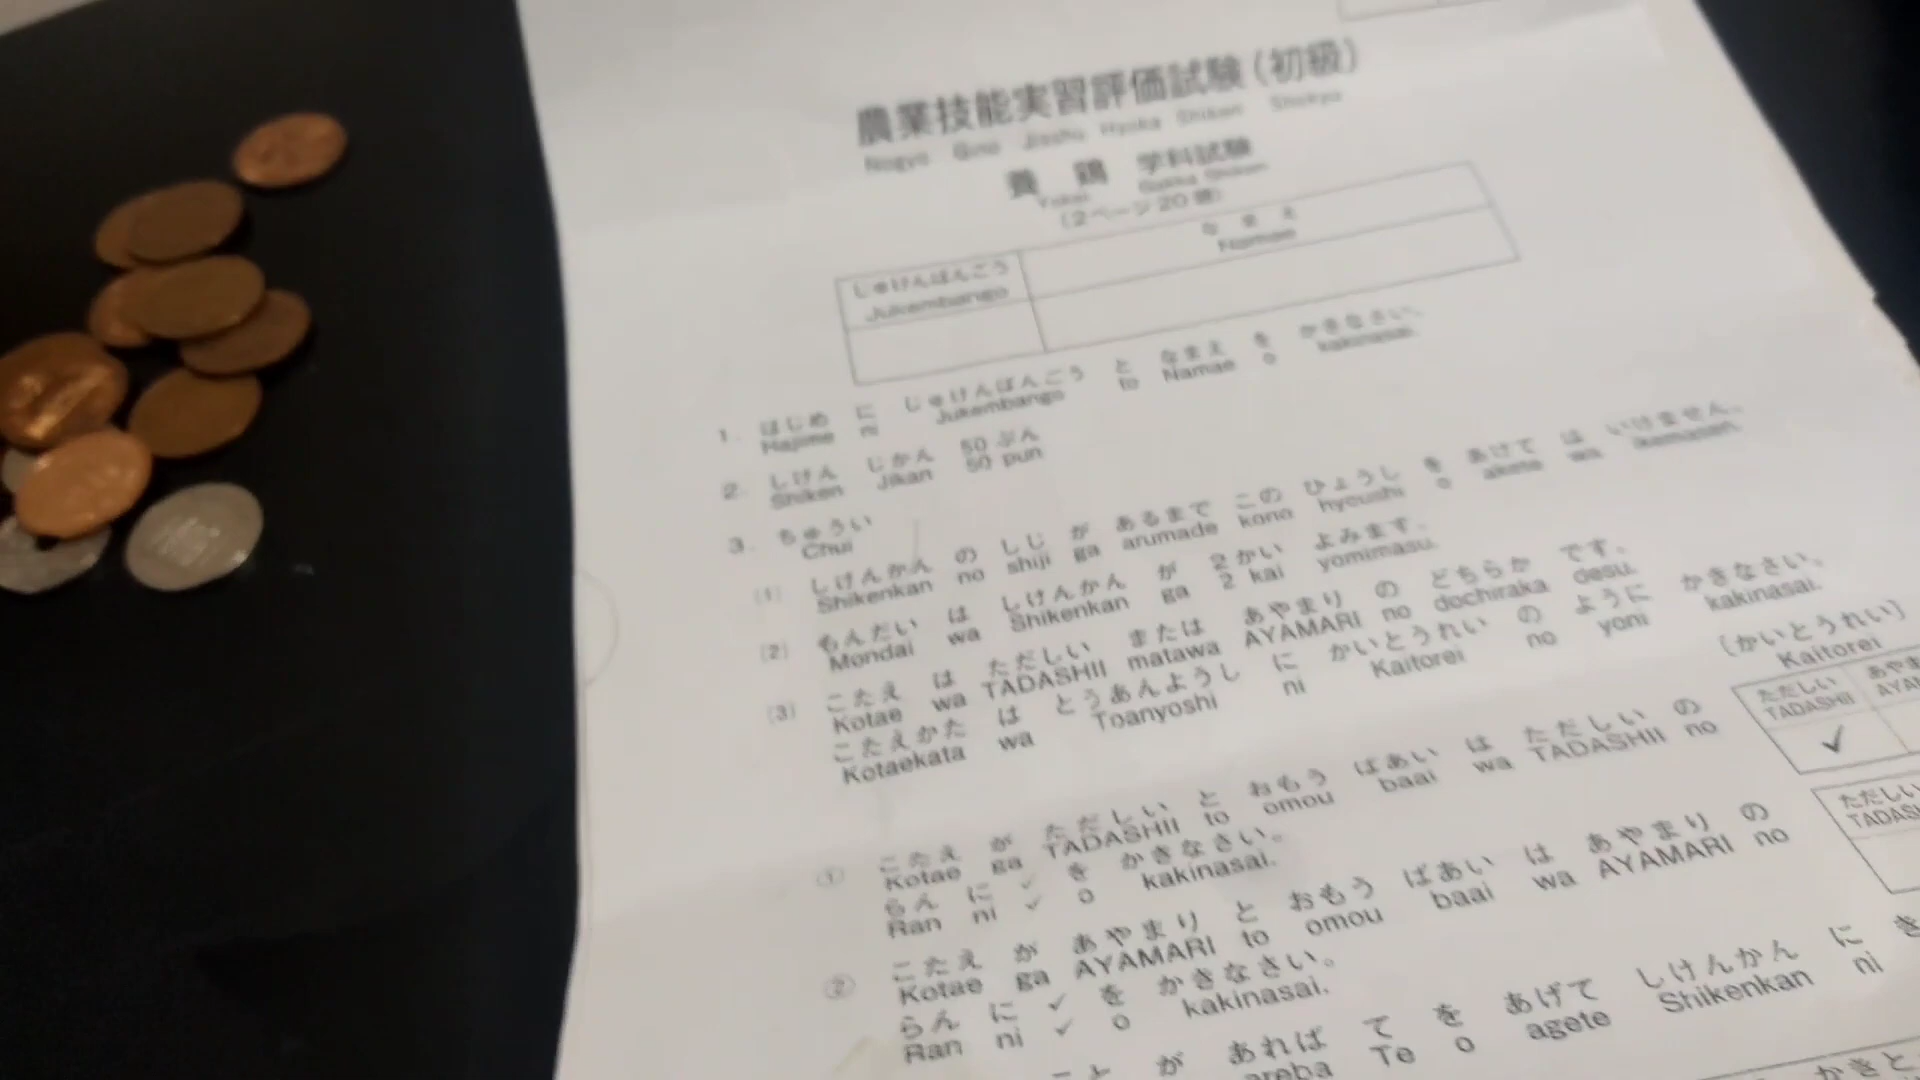 農業技能実習評価試験(初級)
Nogyo Gino Jisshu Hyoka Shiken Shokyu
養鶏 学科試験
Yokei Gakka Shiken
(2ページ20題)
じゅけんばんごう
Jukembango
なまえ
Namae
1. はじめ に じゅけんばんごう と なまえ を かきなさい。
Hajime ni Jukembango to Namae o kakinasai.
2. しけん じかん 50 ぷん
Shiken Jikan 50 pun
3. ちゅうい
Chui
(1) しけんかん の しじ が あるまで この ひょうし を あけて は いけません。
Shikenkan no shiji ga arumade kono hyoushi o akete wa ikemasen.
(2) もんだい は しけんかん が 2 かい よみます。
Mondai wa Shikenkan ga 2 kai yomimasu.
(3) こたえ は ただしい または あやまり の どちらか です。
Kotae wa TADASHII matawa AYAMARI no dochiraka desu.
こたえかた は とうあんようし に かいとうれい の ように かきなさい。
Kotaekata wa Toanyoshi ni Kaitorei no yoni kakinasai.
(かいとうれい)
Kaitorei
ただしい あやま
TADASHII AYAM
✓
① こたえ が ただしい と おもう ばあい は ただしい の
Kotae ga TADASHII to omou baai wa TADASHII no
らん に ✓ を かきなさい。
Ran ni ✓ o kakinasai.
ただしい
TADAS
② こたえ が あやまり と おもう ばあい は あやまり の
Kotae ga AYAMARI to omou baai wa AYAMARI no
らん に ✓ を かきなさい。
Ran ni ✓ o kakinasai.
こと が あれば て を あげて しけんかん に き
areba Te o agete Shikenkan ni
かきと